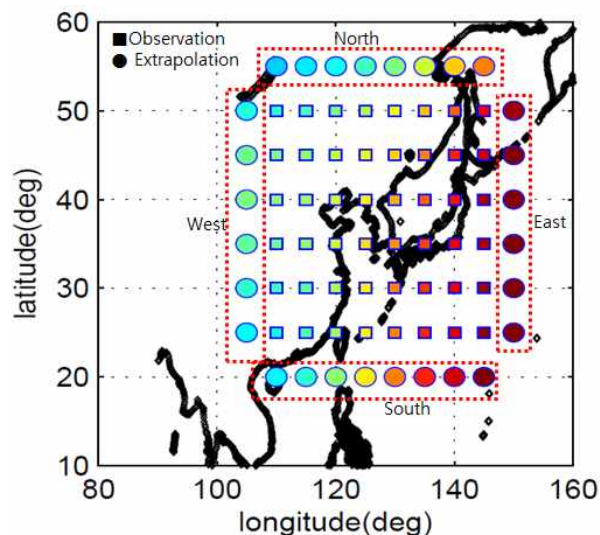 60
North
Observation
Extrapolation
50
40
West
East
latitude(deg)
30
20
South
10
80 100 120 140 160
longitude(deg)